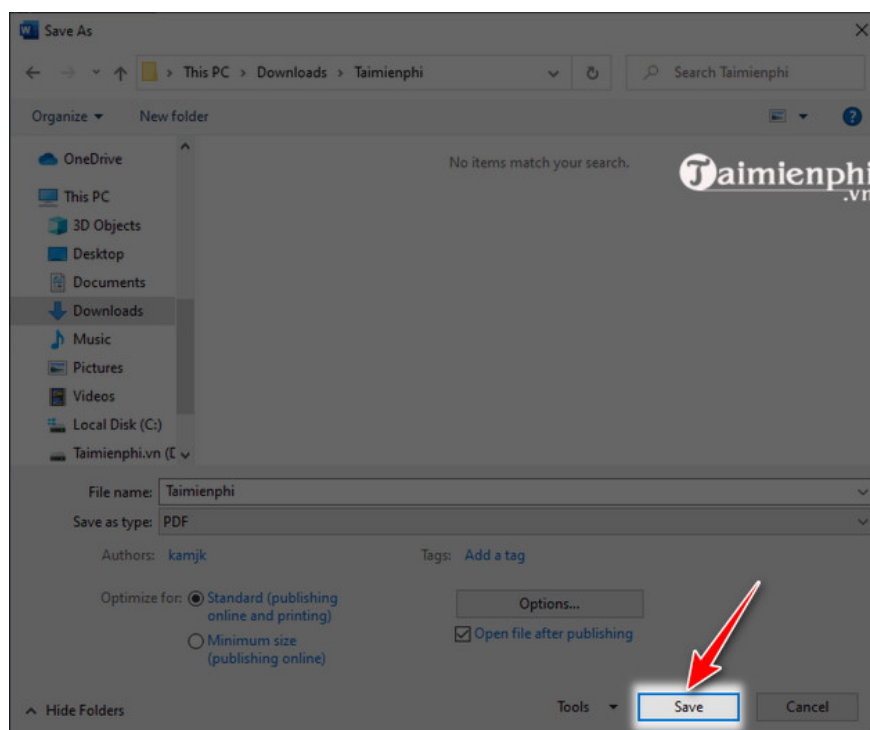 Save As
This PC > Downloads > Taimienphi
Search Taimienphi
Organize
New folder
OneDrive
No items match your search.
Taimienphi
.vn
This PC
3D Objects
Desktop
Documents
Downloads
Music
Pictures
Videos
Local Disk (C:)
Taimienphi.vn (D
File name: Taimienphi
Save as type: PDF
Authors: kamjk
Tags: Add a tag
Optimize for: Standard (publishing
online and printing)
Minimum size
(publishing online)
Options...
Open file after publishing
Hide Folders
Tools
Save
Cancel